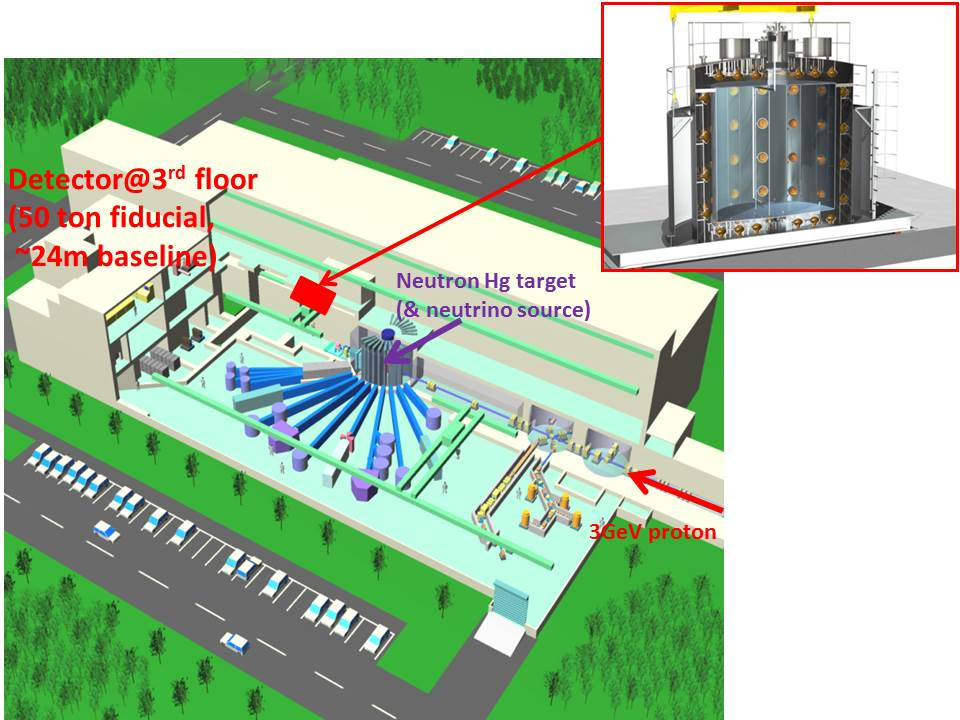 Detector@3rd floor
(50 ton fiducial,
~24m baseline)
Neutron Hg target
(& neutrino source)
3GeV proton